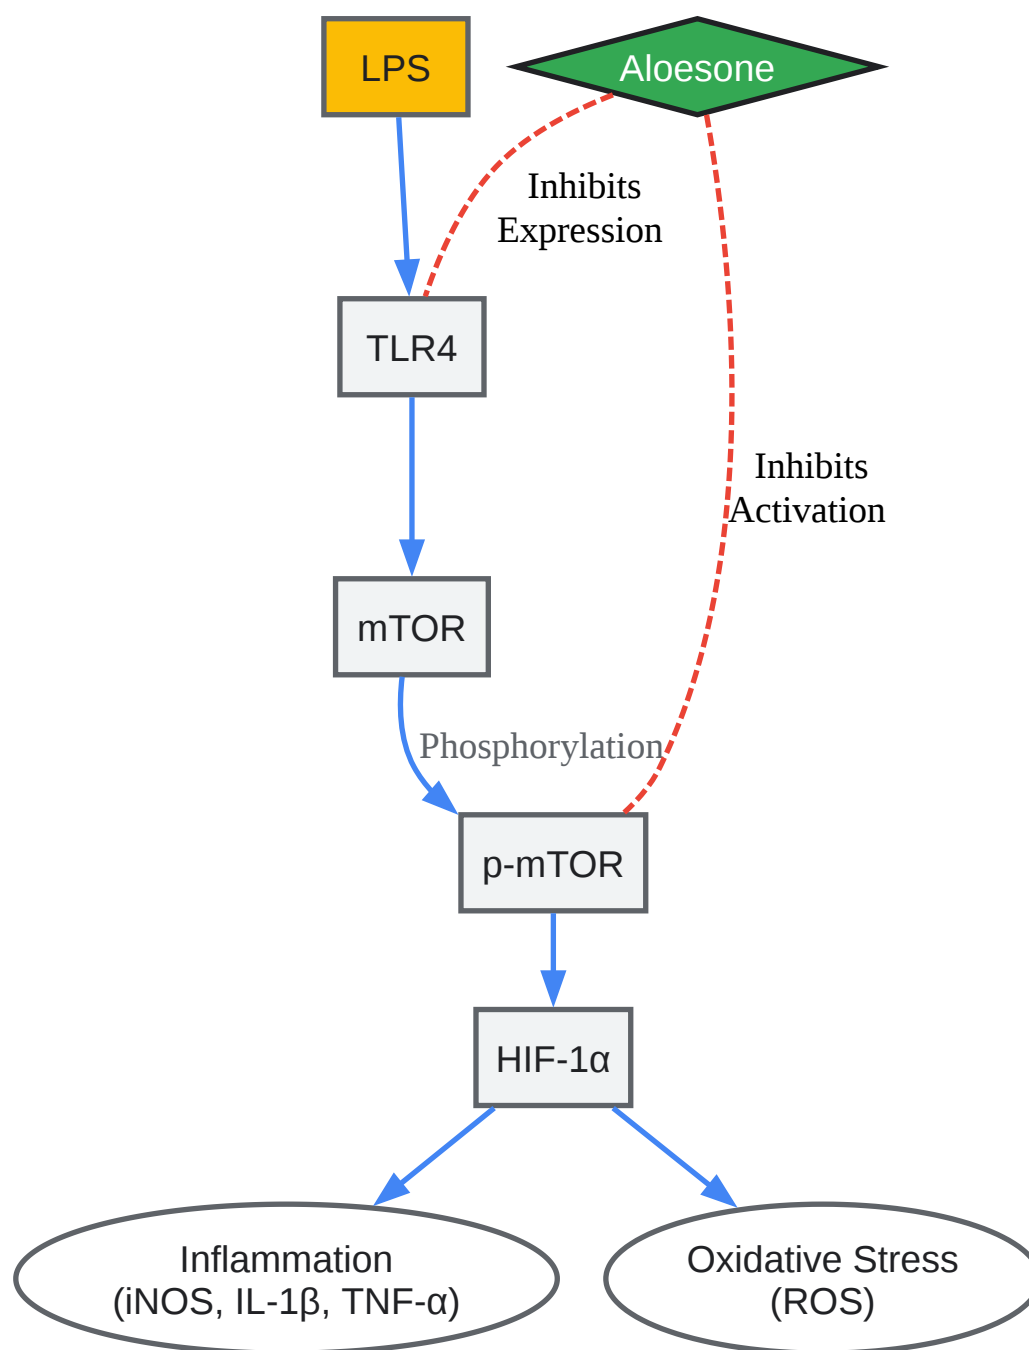 LPS
Aloesone
Inhibits
Expression
TLR4
Inhibits
Activation
mTOR
Phosphorylation
p-mTOR
HIF-1α
Inflammation
(iNOS, IL-1β, TNF-α)
Oxidative Stress
(ROS)